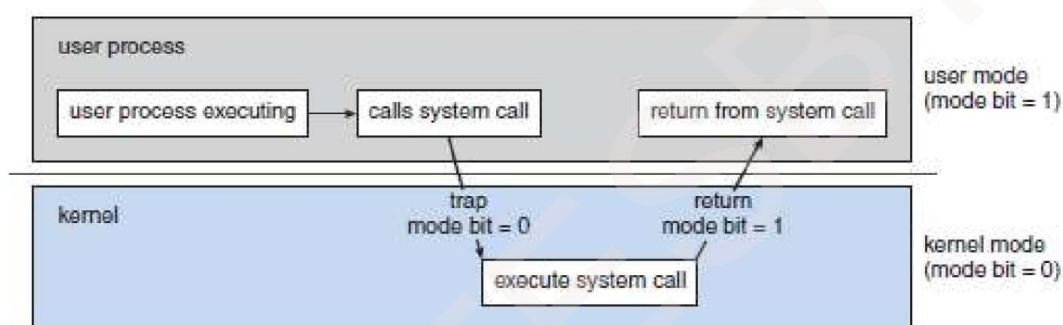 user process
user process executing
calls system call
return from system call
user mode
(mode bit = 1)
kernel
trap
mode bit = 0
return
mode bit = 1
execute system call
kernel mode
(mode bit = 0)